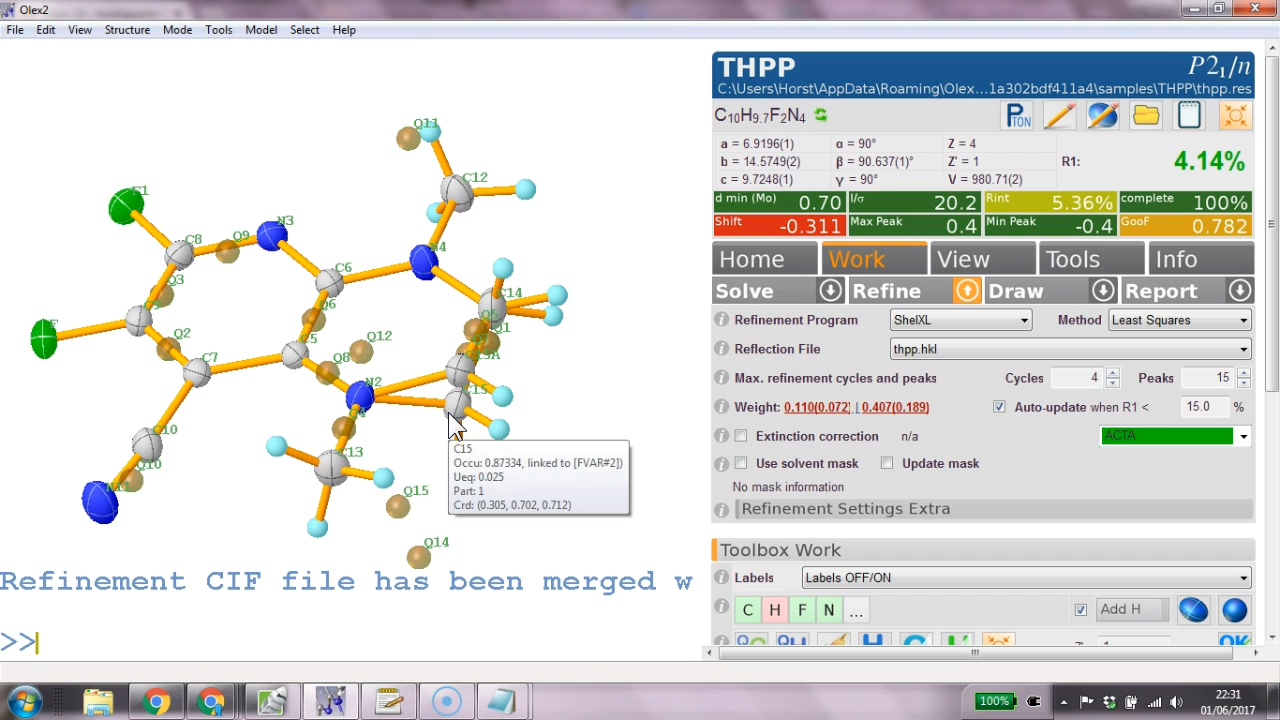 Olex2
File Edit View Structure Mode Tools Model Select Help
THPP P2₁/n
C:\Users\Horst\AppData\Roaming\Olex...1a302bdf411a4\samples\THPP\thpp.res
C₁₀H₉.₇F₂N₄
a = 6.9196(1) α = 90° Z = 4
b = 14.5749(2) β = 90.637(1)° Z' = 1 R1: 4.14%
c = 9.7248(1) γ = 90° V = 980.71(2)
d min (Mo) 0.70 I/σ 20.2 Rint 5.36% complete 100%
Shift -0.311 Max Peak 0.4 Min Peak -0.4 GooF 0.782
Home Work View Tools Info
Solve Refine Draw Report
Refinement Program ShelXL Method Least Squares
Reflection File thpp.hkl
Max. refinement cycles and peaks Cycles 4 Peaks 15
Weight: 0.110(0.072) | 0.407(0.189) Auto-update when R1 < 15.0 %
Extinction correction n/a ACTA
Use solvent mask Update mask
No mask information
Refinement Settings Extra
Toolbox Work
Labels Labels OFF/ON
C H F N ... Add H
Q11
C12
F1
N3
C8
Q9
N4
C6
Q3
C14
Q6
Q1
Q2
Q12
C5
C7
Q8
N2
C15
C10
C13
Q10
N11
Q15
Q14
C15
Occu: 0.87334, linked to [FVAR#2])
Ueq: 0.025
Part: 1
Crd: (0.305, 0.702, 0.712)
Refinement CIF file has been merged w
>>
100%
22:31
01/06/2017